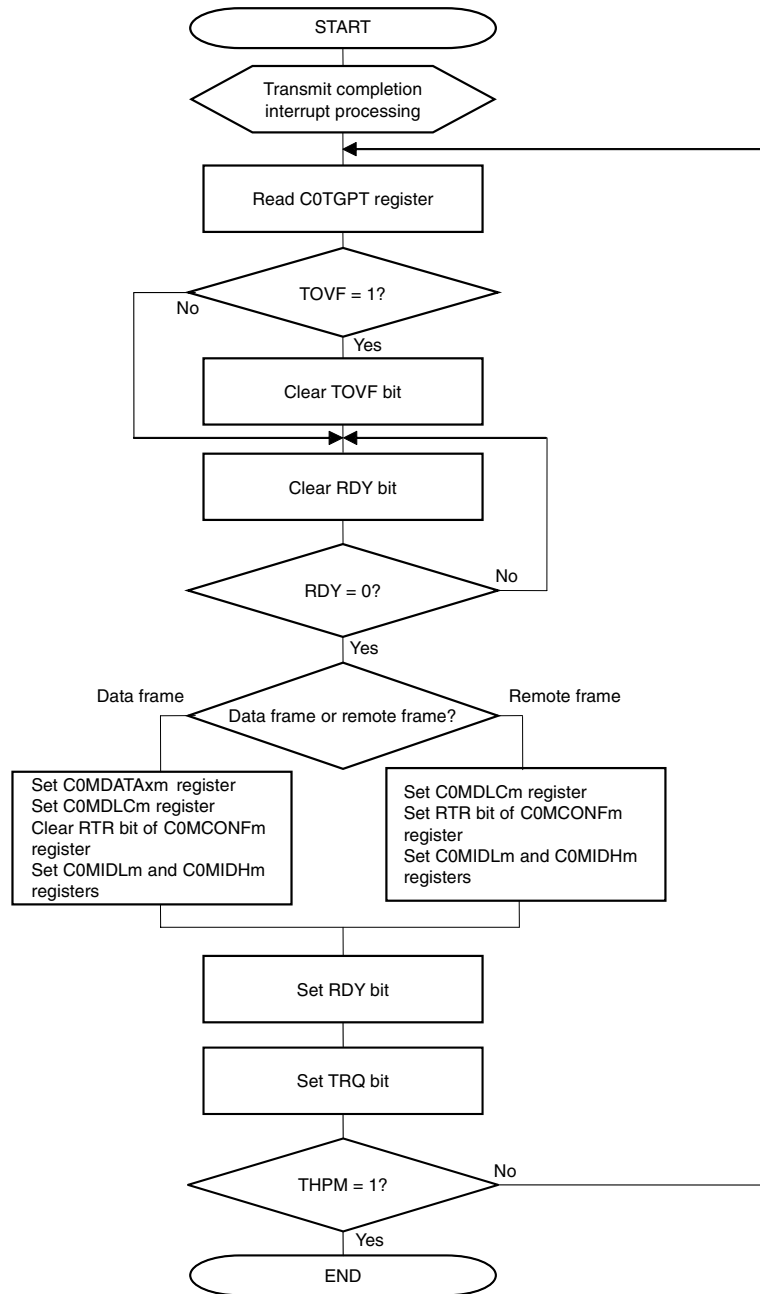 START
Transmit completion
interrupt processing
Read C0TGPT register
TOVF = 1?
No
Yes
Clear TOVF bit
Clear RDY bit
RDY = 0?
No
Yes
Data frame
Remote frame
Data frame or remote frame?
Set C0MDATAxm register
Set C0MDLCm register
Clear RTR bit of C0MCONFm
register
Set C0MIDLm and C0MIDHm
registers
Set C0MDLCm register
Set RTR bit of C0MCONFm
register
Set C0MIDLm and C0MIDHm
registers
Set RDY bit
Set TRQ bit
THPM = 1?
No
Yes
END